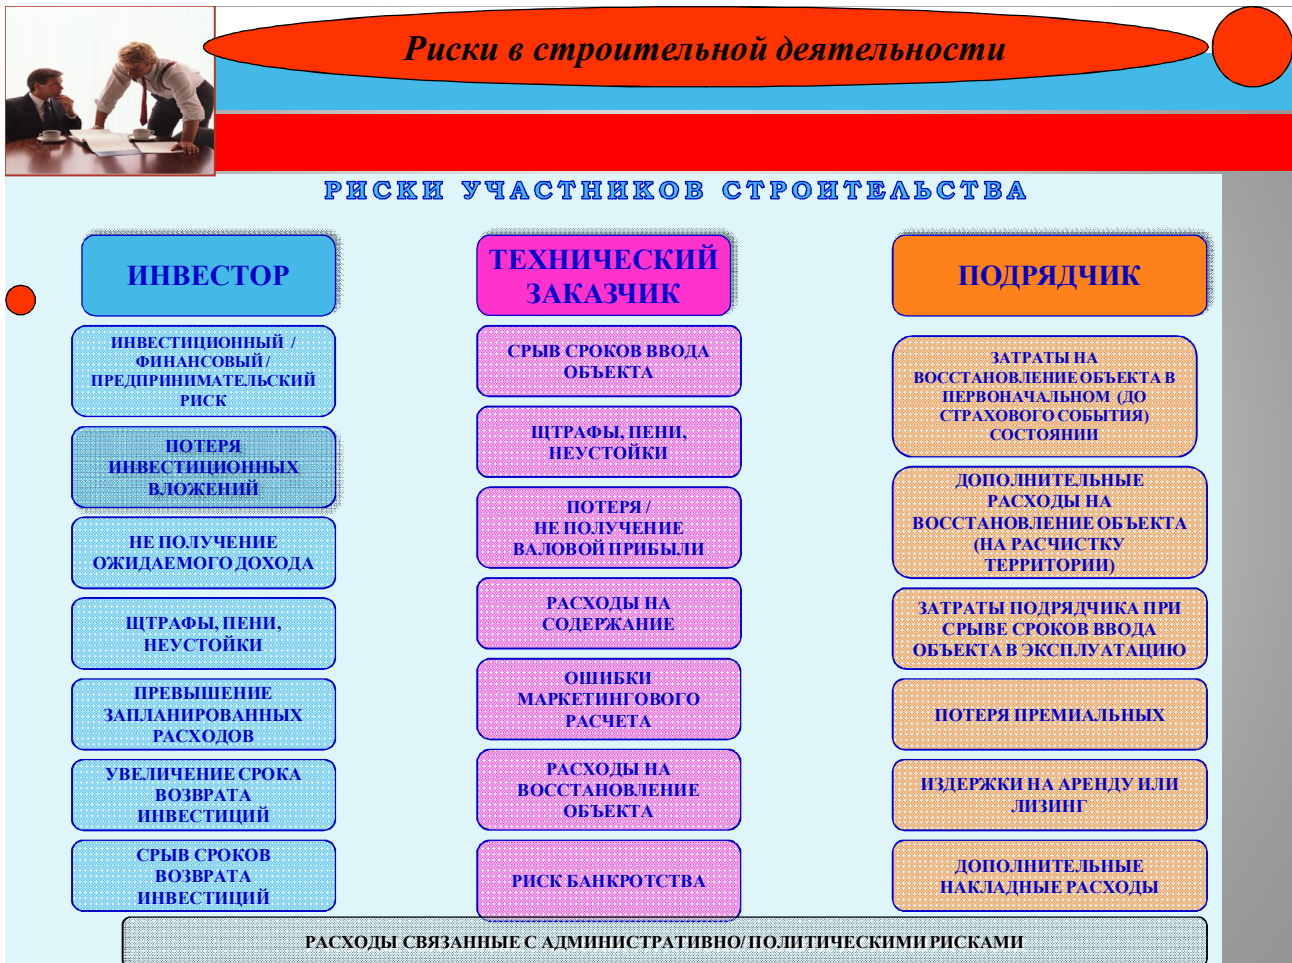 Риски в строительной деятельности
РИСКИ УЧАСТНИКОВ СТРОИТЕЛЬСТВА
ИНВЕСТОР
ИНВЕСТИЦИОННЫЙ /
ФИНАНСОВЫЙ /
ПРЕДПРИНИМАТЕЛЬСКИЙ
РИСК
ПОТЕРЯ
ИНВЕСТИЦИОННЫХ
ВЛОЖЕНИЙ
НЕ ПОЛУЧЕНИЕ
ОЖИДАЕМОГО ДОХОДА
ЩТРАФЫ, ПЕНИ,
НЕУСТОЙКИ
ПРЕВЫШЕНИЕ
ЗАПЛАНИРОВАННЫХ
РАСХОДОВ
УВЕЛИЧЕНИЕ СРОКА
ВОЗВРАТА
ИНВЕСТИЦИЙ
СРЫВ СРОКОВ
ВОЗВРАТА
ИНВЕСТИЦИЙ
ТЕХНИЧЕСКИЙ
ЗАКАЗЧИК
СРЫВ СРОКОВ ВВОДА
ОБЪЕКТА
ЩТРАФЫ, ПЕНИ,
НЕУСТОЙКИ
ПОТЕРЯ /
НЕ ПОЛУЧЕНИЕ
ВАЛОВОЙ ПРИБЫЛИ
РАСХОДЫ НА
СОДЕРЖАНИЕ
ОШИБКИ
МАРКЕТИНГОВОГО
РАСЧЕТА
РАСХОДЫ НА
ВОССТАНОВЛЕНИЕ
ОБЪЕКТА
РИСК БАНКРОТСТВА
ПОДРЯДЧИК
ЗАТРАТЫ НА
ВОССТАНОВЛЕНИЕ ОБЪЕКТА В
ПЕРВОНАЧАЛЬНОМ (ДО
СТРАХОВОГО СОБЫТИЯ)
СОСТОЯНИИ
ДОПОЛНИТЕЛЬНЫЕ
РАСХОДЫ НА
ВОССТАНОВЛЕНИЕ ОБЪЕКТА
(НА РАСЧИСТКУ
ТЕРРИТОРИИ)
ЗАТРАТЫ ПОДРЯДЧИКА ПРИ
СРЫВЕ СРОКОВ ВВОДА
ОБЪЕКТА В ЭКСПЛУАТАЦИЮ
ПОТЕРЯ ПРЕМИАЛЬНЫХ
ИЗДЕРЖКИ НА АРЕНДУ ИЛИ
ЛИЗИНГ
ДОПОЛНИТЕЛЬНЫЕ
НАКЛАДНЫЕ РАСХОДЫ
РАСХОДЫ СВЯЗАННЫЕ С АДМИНИСТРАТИВНО/ ПОЛИТИЧЕСКИМИ РИСКАМИ